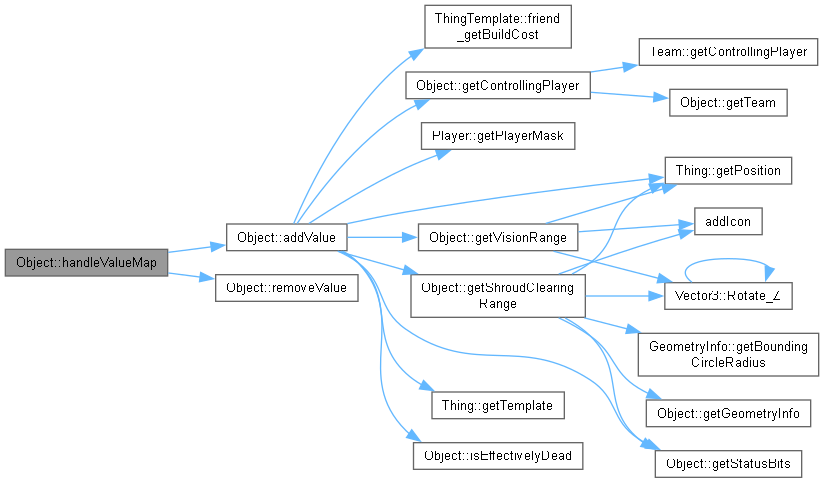 ThingTemplate::friend
_getBuildCost
Team::getControllingPlayer
Object::getControllingPlayer
Object::getTeam
Player::getPlayerMask
Thing::getPosition
addIcon
Object::addValue
Object::getVisionRange
Object::handleValueMap
Object::removeValue
Object::getShroudClearing
Range
Vector3::Rotate_Z
GeometryInfo::getBounding
CircleRadius
Thing::getTemplate
Object::getGeometryInfo
Object::isEffectivelyDead
Object::getStatusBits